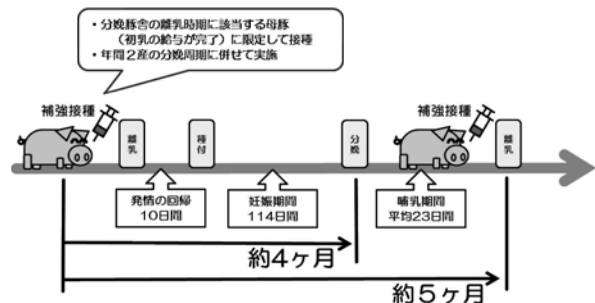 ・分娩豚舎の離乳時期に該当する母豚
（初乳の給与が完了）に限定して接種
・年間２産の分娩周期に併せて実施
補強接種
補強接種
離乳
種付
分娩
離乳
発情の回帰
10日間
妊娠期間
114日間
哺乳期間
平均23日間
約４ヶ月
約５ヶ月